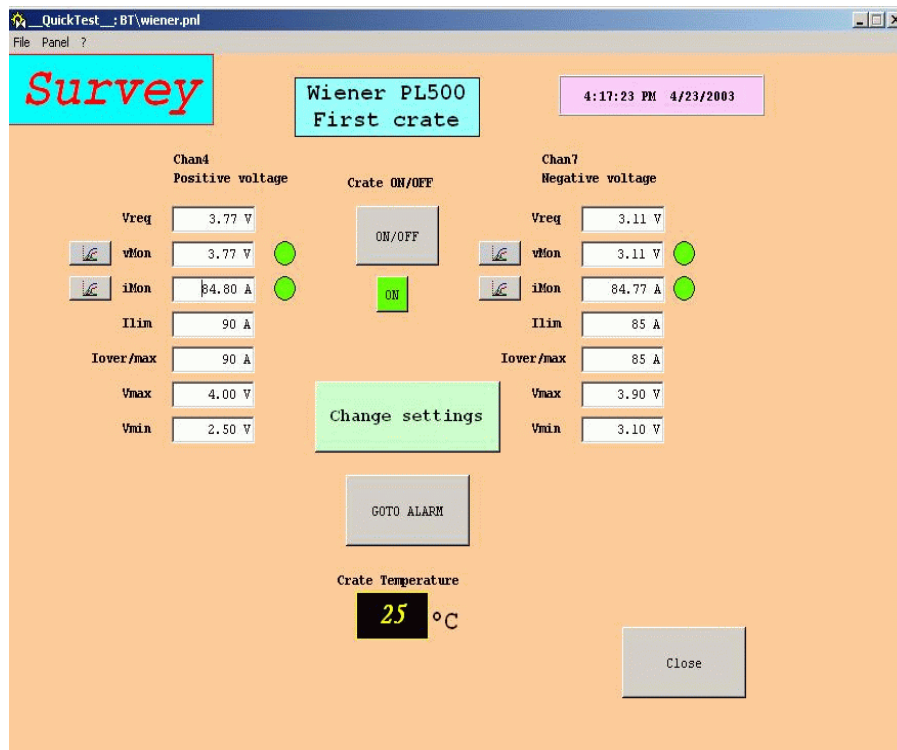 __QuickTest__: BT\wiener.pnl
File Panel ?
Survey
Wiener PL500
First crate
4:17:23 PM 4/23/2003
Chan4
Positive voltage
Vreq 3.77 V
vMon 3.77 V
iMon 84.80 A
Ilim 90 A
Iover/max 90 A
Vmax 4.00 V
Vmin 2.50 V
Crate ON/OFF
ON/OFF
ON
Change settings
GOTO ALARM
Crate Temperature
25 °C
Chan7
Negative voltage
Vreq 3.11 V
vMon 3.11 V
iMon 84.77 A
Ilim 85 A
Iover/max 85 A
Vmax 3.90 V
Vmin 3.10 V
Close